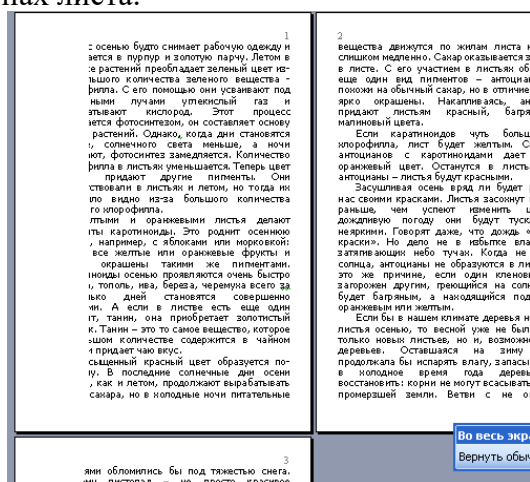 нах листа.
1
с осенью будто снимает рабочую одежду и
ается в пурпур и золотую парчу. Летом в
растений преобладает зеленый цвет из-
шого количества зеленого вещества -
филла. С его помощью они усваивают под
ными лучами углекислый газ и
атывают кислород. Этот процесс
ется фотосинтезом, он составляет основу
растений. Однако, когда дни становятся
, солнечного света меньше, а ночи
ют, фотосинтез замедляется. Количество
филла в листьях уменьшается. Теперь цвет
придают другие пигменты. Они
ствовали в листьях и летом, но тогда их
ло видно из-за большого количества
го хлорофилла.
лтыми и оранжевыми листья делают
ты каротиноиды. Это роднит осеннюю
, например, с яблоками или морковкой:
все желтые или оранжевые фрукты и
окрашены такими же пигментами.
ноиды осенью проявляются очень быстро
, тополь, ива, береза, черемуха всего за
ько дней становятся совершенно
ми. А если в листве есть еще один
т, танин, она приобретает золотистый
к. Танин – это то самое вещество, которое
шом количестве содержится в чайном
и придает чаю вкус.
сыщенный красный цвет образуется по-
у. В последние солнечные дни осени
, как и летом, продолжают вырабатывать
сахара, но в холодные ночи питательные
2
вещества движутся по жилам листа
слишком медленно. Сахар оказывается з
в листе. С его участием в листьях об
еще один вид пигментов – антоциа
похожи на обычный сахар, но в отличие
ярко окрашены. Накапливаясь, ан
придают листьям красный, багря
малиновый цвета.
Если каратиноидов чуть больш
хлорофилла, лист будет желтым. С
антоцианов с каротиноидами дает
оранжевый цвет. Останутся в листь
антоцианы – листья будут красными.
Засушливая осень вряд ли будет
нас своими красками. Листья засохнут
раньше, чем успеют изменить ц
дождливую погоду они будут туск
неяркими. Говорят даже, что дождь «
краски». Но дело не в избытке влаг
затягивающих небо тучах. Когда не
солнца, антоцианы не образуются в ли
это же причине, если один кленов
загорожен другим, греющийся на солн
будет багряным, а находящийся под
оранжевым или желтым.
Если бы в нашем климате деревья н
листья осенью, то весной уже не был
только новых листьев, но и, возможн
деревьев. Оставшаяся на зиму
продолжала бы испарять влагу, запасы
в холодное время года деревь
восстановить: корни не могут всасывать
промерзшей земли. Ветви с не о
Во весь экра
Вернуть обыч
3
ями обломились бы под тяжестью снега.
листопад – не просто красивое